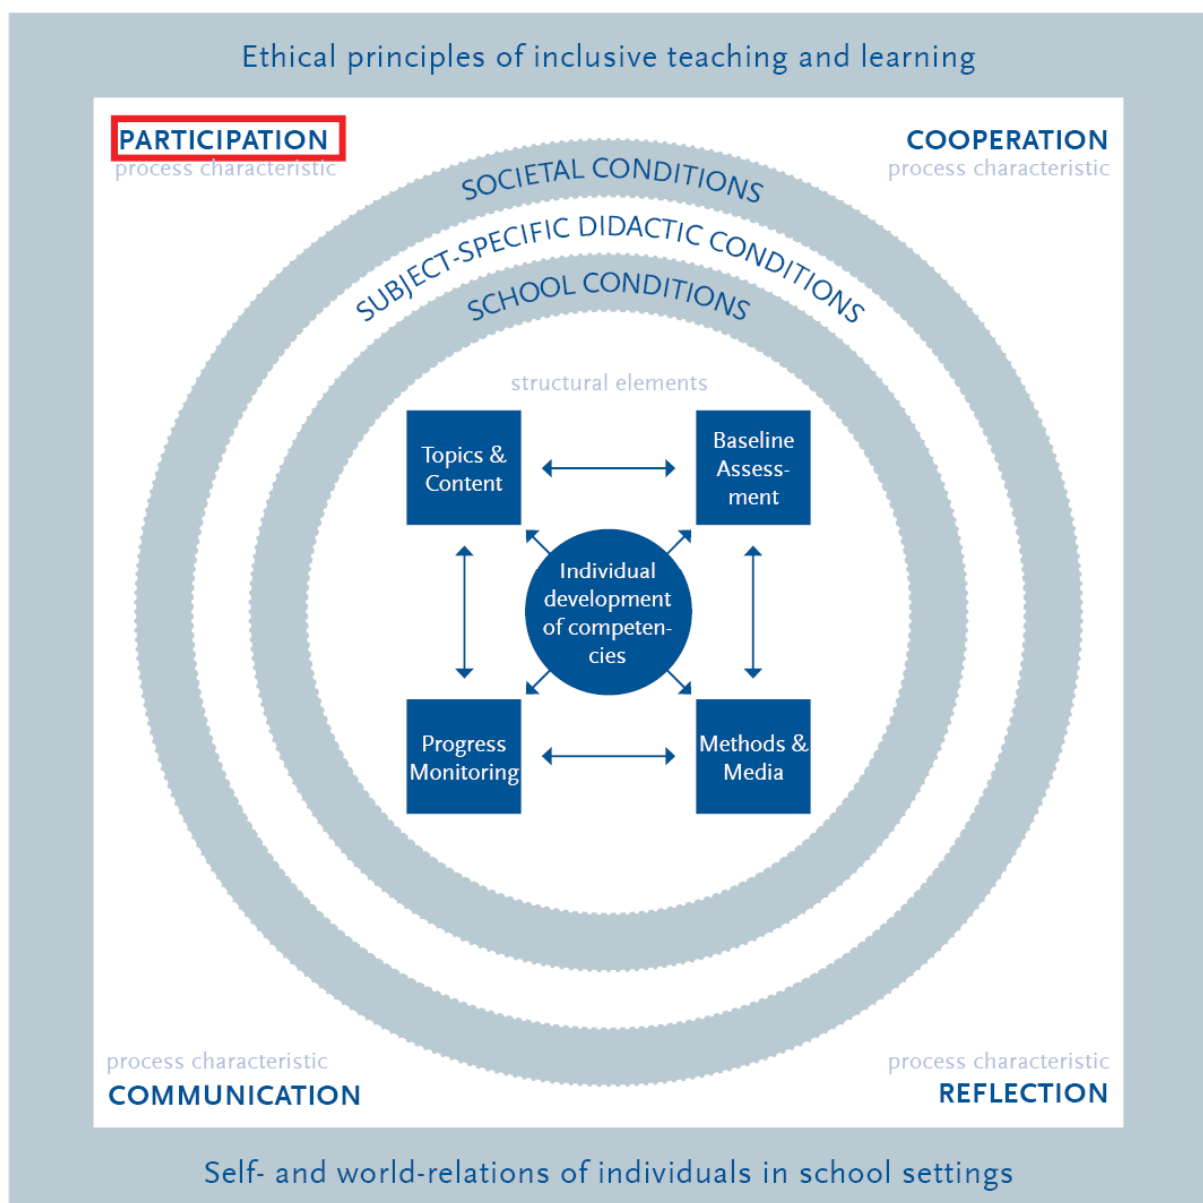 Ethical principles of inclusive teaching and learning
PARTICIPATION
process characteristic
COOPERATION
process characteristic
SOCIETAL CONDITIONS
SUBJECT-SPECIFIC DIDACTIC CONDITIONS
SCHOOL CONDITIONS
structural elements
Topics &
Content
Baseline
Assess-
ment
Individual
development
of competen-
cies
Progress
Monitoring
Methods &
Media
process characteristic
COMMUNICATION
process characteristic
REFLECTION
Self- and world-relations of individuals in school settings